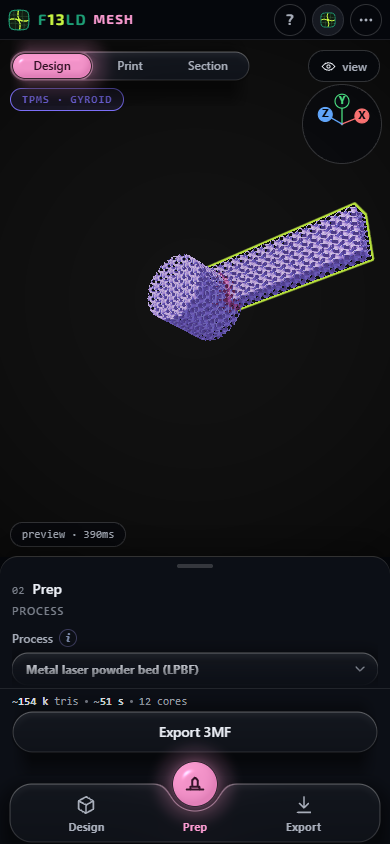 F13LD MESH
?
Design
Print
Section
view
TPMS · GYROID
Y
Z
X
preview · 390ms
02 Prep
PROCESS
Process i
Metal laser powder bed (LPBF)
~154 k tris • ~51 s • 12 cores
Export 3MF
Design
Prep
Export